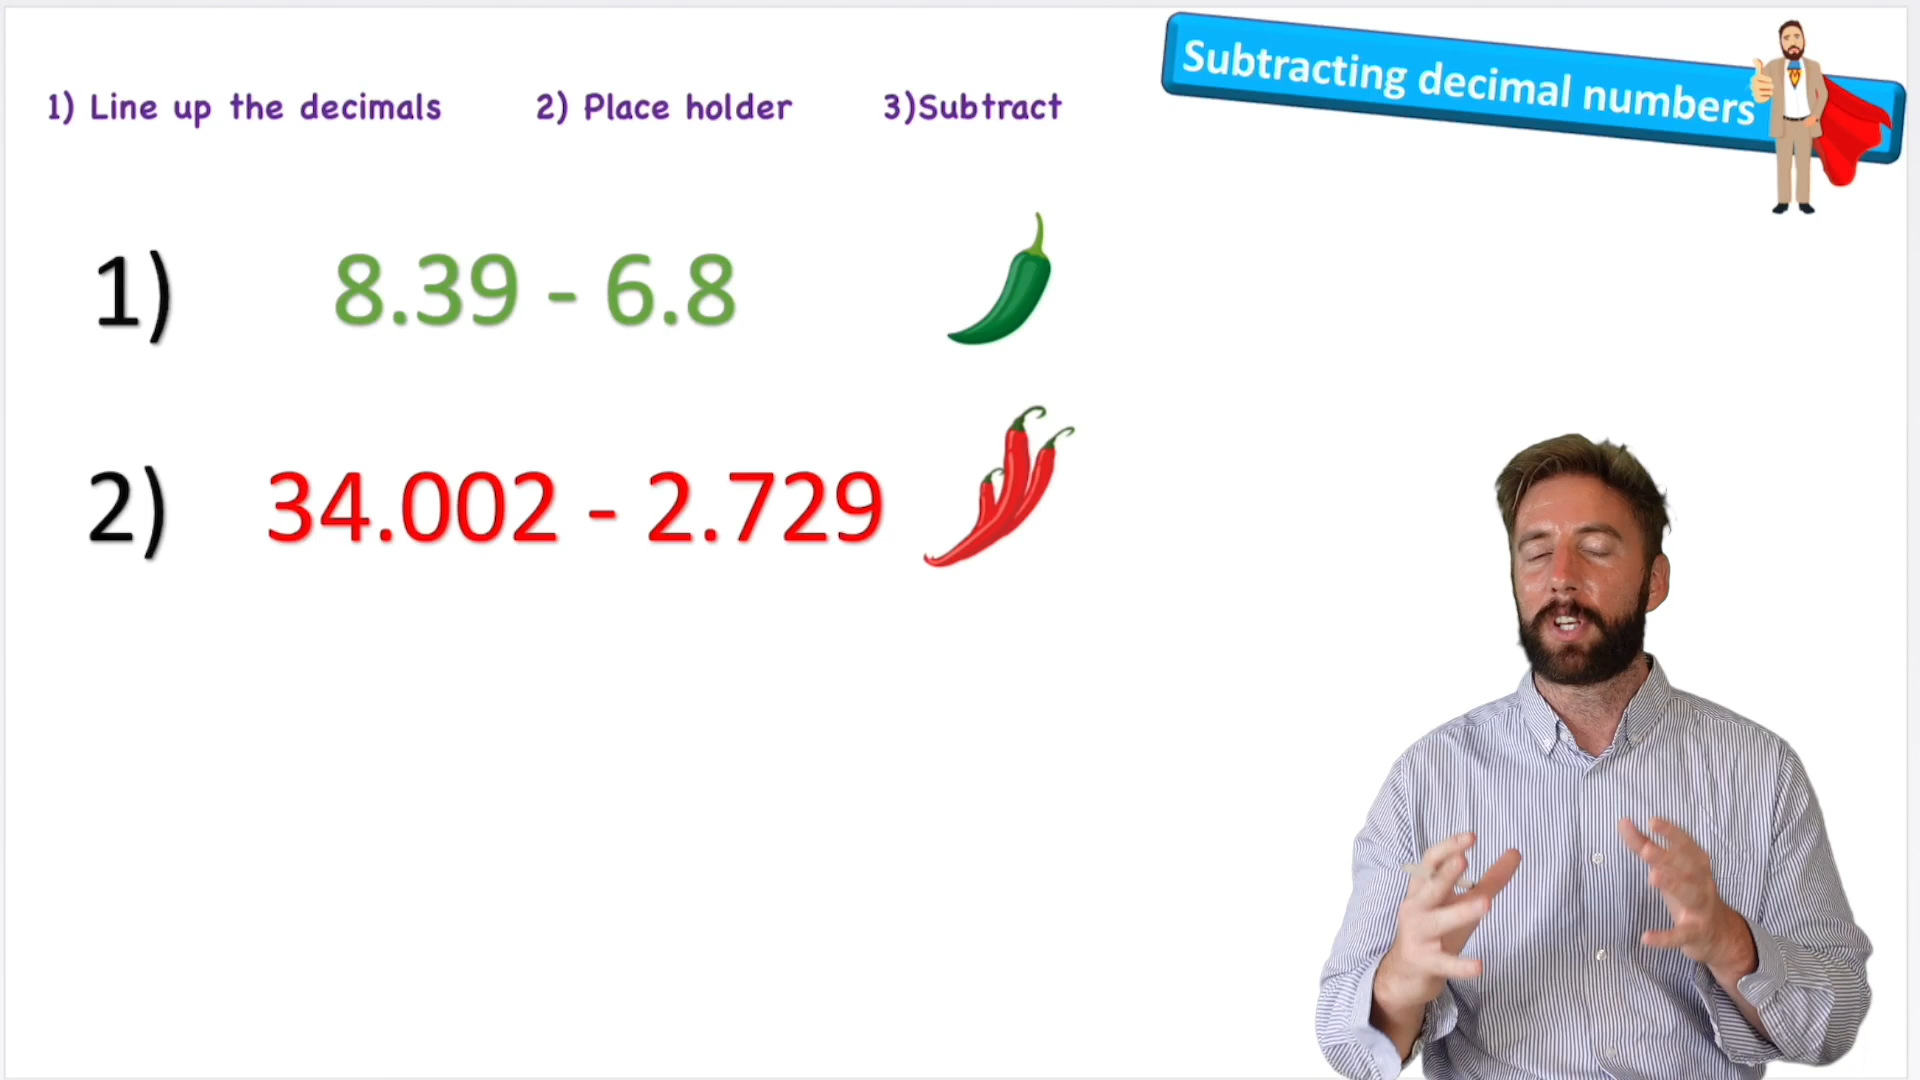 Subtracting decimal numbers
1) Line up the decimals 2) Place holder 3)Subtract
1) 8.39 - 6.8
2) 34.002 - 2.729